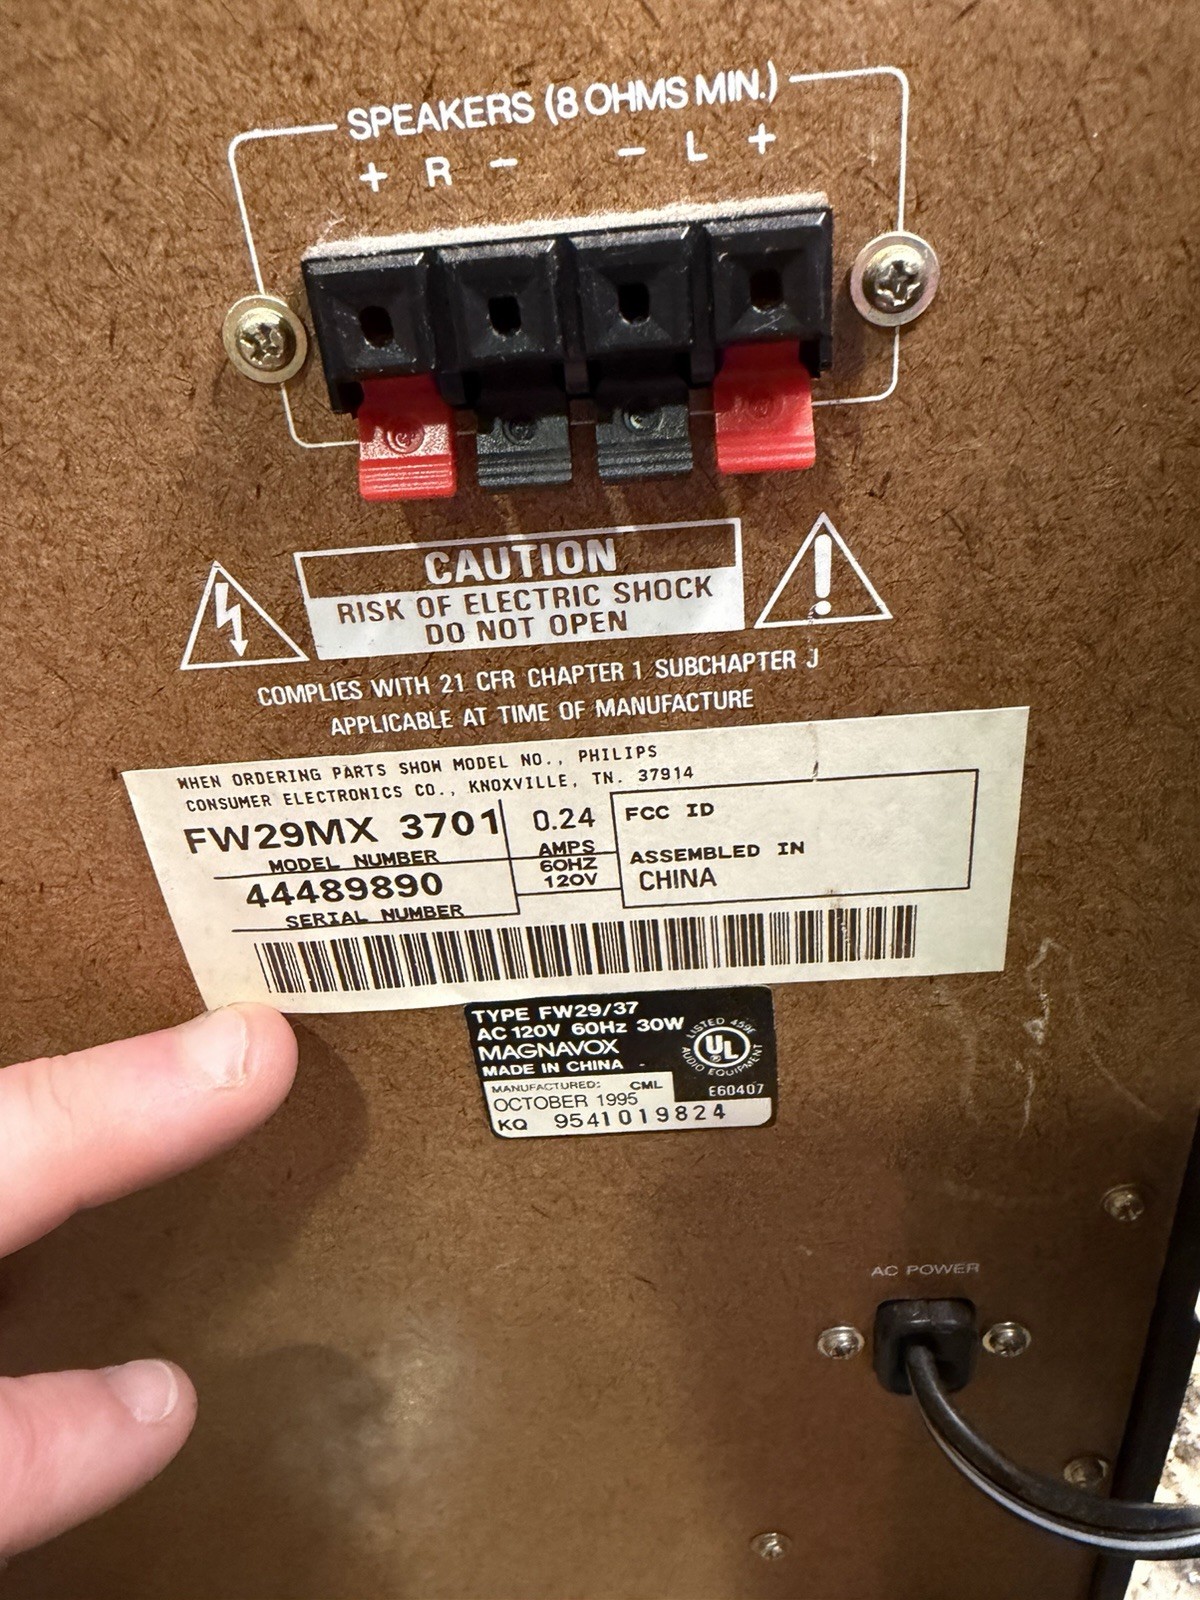 SPEAKERS (8 OHMS MIN.)
+ R - - L +
CAUTION
RISK OF ELECTRIC SHOCK
DO NOT OPEN
COMPLIES WITH 21 CFR CHAPTER 1 SUBCHAPTER J
APPLICABLE AT TIME OF MANUFACTURE
WHEN ORDERING PARTS SHOW MODEL NO., PHILIPS
CONSUMER ELECTRONICS CO., KNOXVILLE, TN. 37914
FW29MX 3701
MODEL NUMBER
44489890
SERIAL NUMBER
0.24
AMPS
60HZ
120V
FCC ID
ASSEMBLED IN
CHINA
TYPE FW29/37
AC 120V 60Hz 30W
MAGNAVOX
MADE IN CHINA
LISTED 459E
UL
AUDIO EQUIPMENT
E60407
MANUFACTURED: CML
OCTOBER 1995
KQ 9541019824
AC POWER